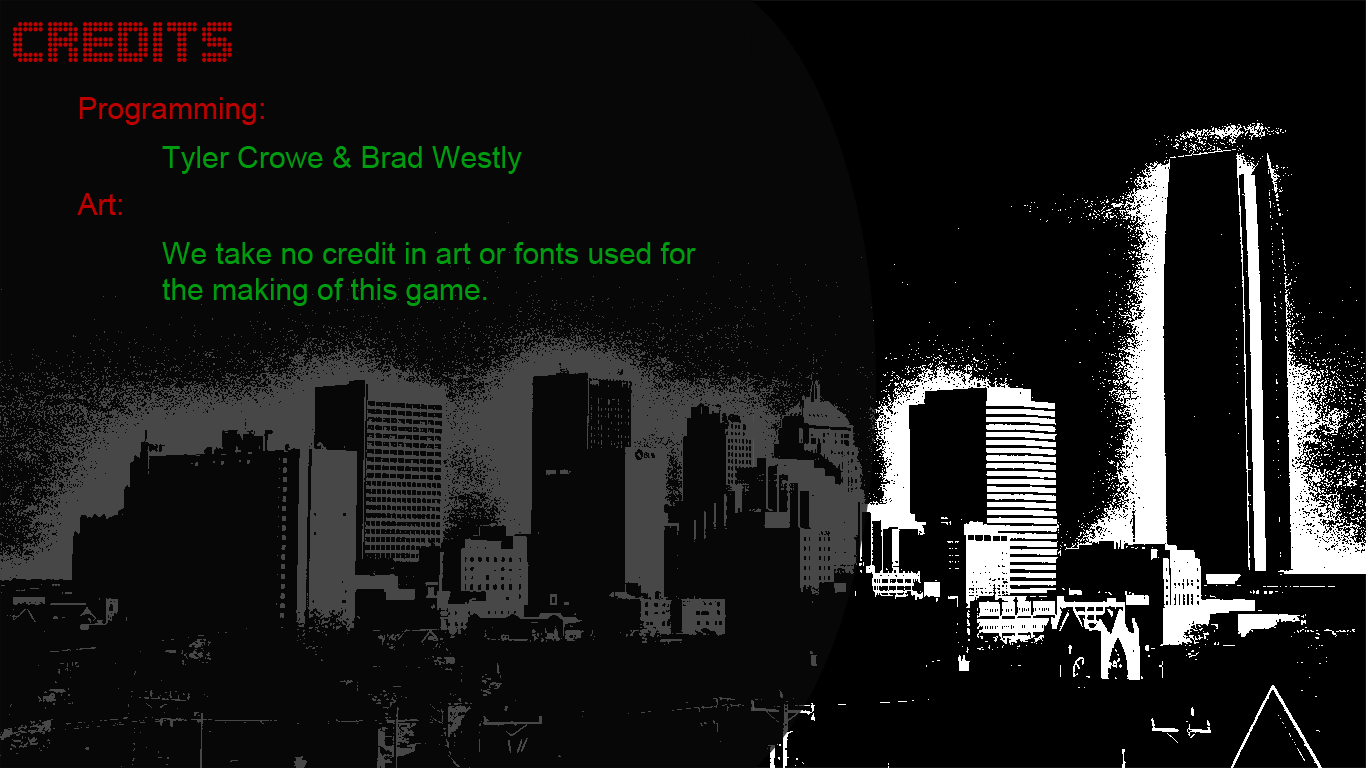 CREDITS
Programming:
Tyler Crowe & Brad Westly
Art:
We take no credit in art or fonts used for
the making of this game.